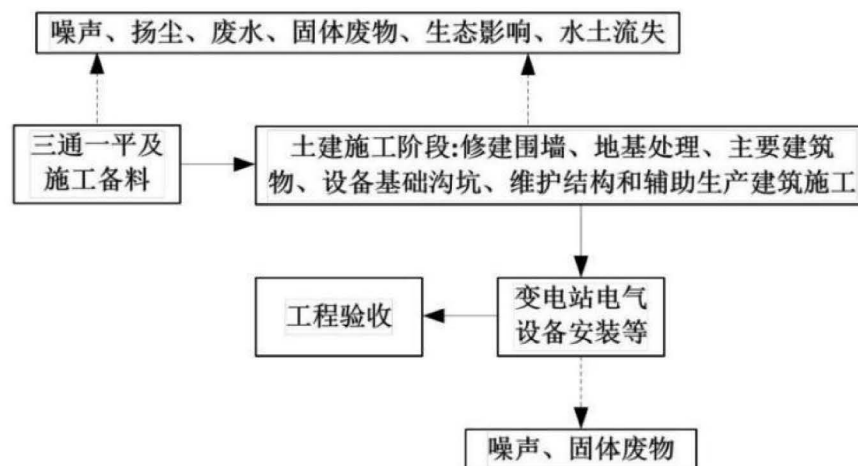 噪声、扬尘、废水、固体废物、生态影响、水土流失
三通一平及
施工备料
土建施工阶段:修建围墙、地基处理、主要建筑
物、设备基础沟坑、维护结构和辅助生产建筑施工
工程验收
变电站电气
设备安装等
噪声、固体废物